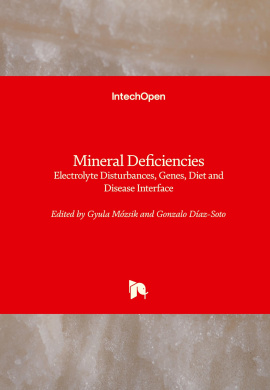 IntechOpen
Mineral Deficiencies
Electrolyte Disturbances, Genes, Diet and
Disease Interface
Edited by Gyula Mózsik and Gonzalo Díaz-Soto